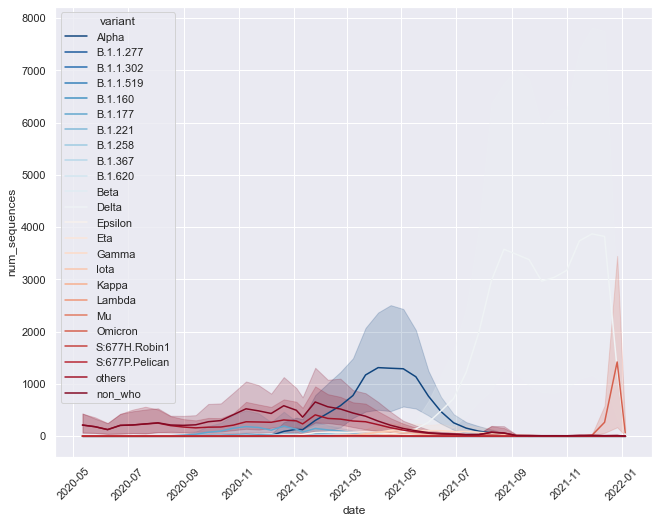 8000
7000
6000
5000
4000
3000
2000
1000
0
num_sequences
variant
Alpha
B.1.1.277
B.1.1.302
B.1.1.519
B.1.160
B.1.177
B.1.221
B.1.258
B.1.367
B.1.620
Beta
Delta
Epsilon
Eta
Gamma
Iota
Kappa
Lambda
Mu
Omicron
S:677H.Robin1
S:677P.Pelican
others
non_who
2020-05
2020-07
2020-09
2020-11
2021-01
2021-03
2021-05
2021-07
2021-09
2021-11
2022-01
date